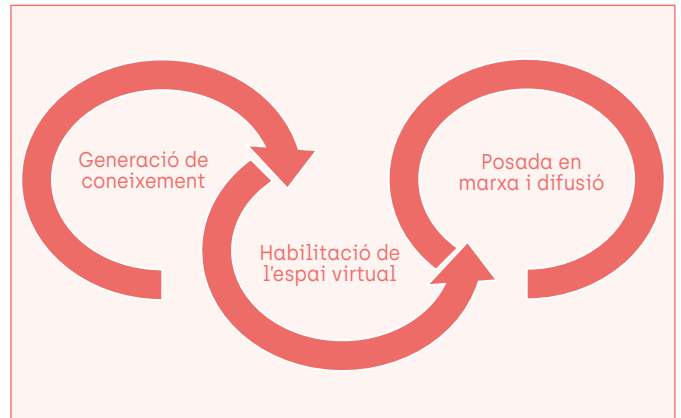 Generació de
coneixement
Habilitació de
l'espai virtual
Posada en
marxa i difusió